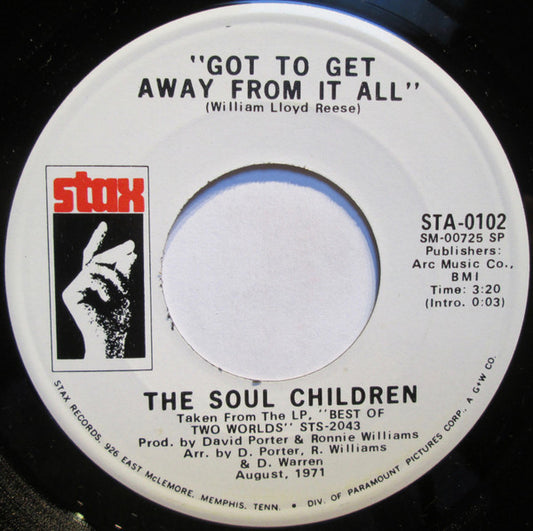 "GOT TO GET
AWAY FROM IT ALL"
(William Lloyd Reese)
stax
STA-0102
SM-00725 SP
Publishers:
Arc Music Co.,
BMI
Time: 3:20
(Intro. 0:03)
THE SOUL CHILDREN
Taken From The LP, "BEST OF
TWO WORLDS" STS-2043
Prod. by David Porter & Ronnie Williams
Arr. by D. Porter, R. Williams
& D. Warren
August, 1971
STAX RECORDS, 926 EAST McLEMORE, MEMPHIS, TENN. • DIV. OF PARAMOUNT PICTURES CORP., A G+W CO.